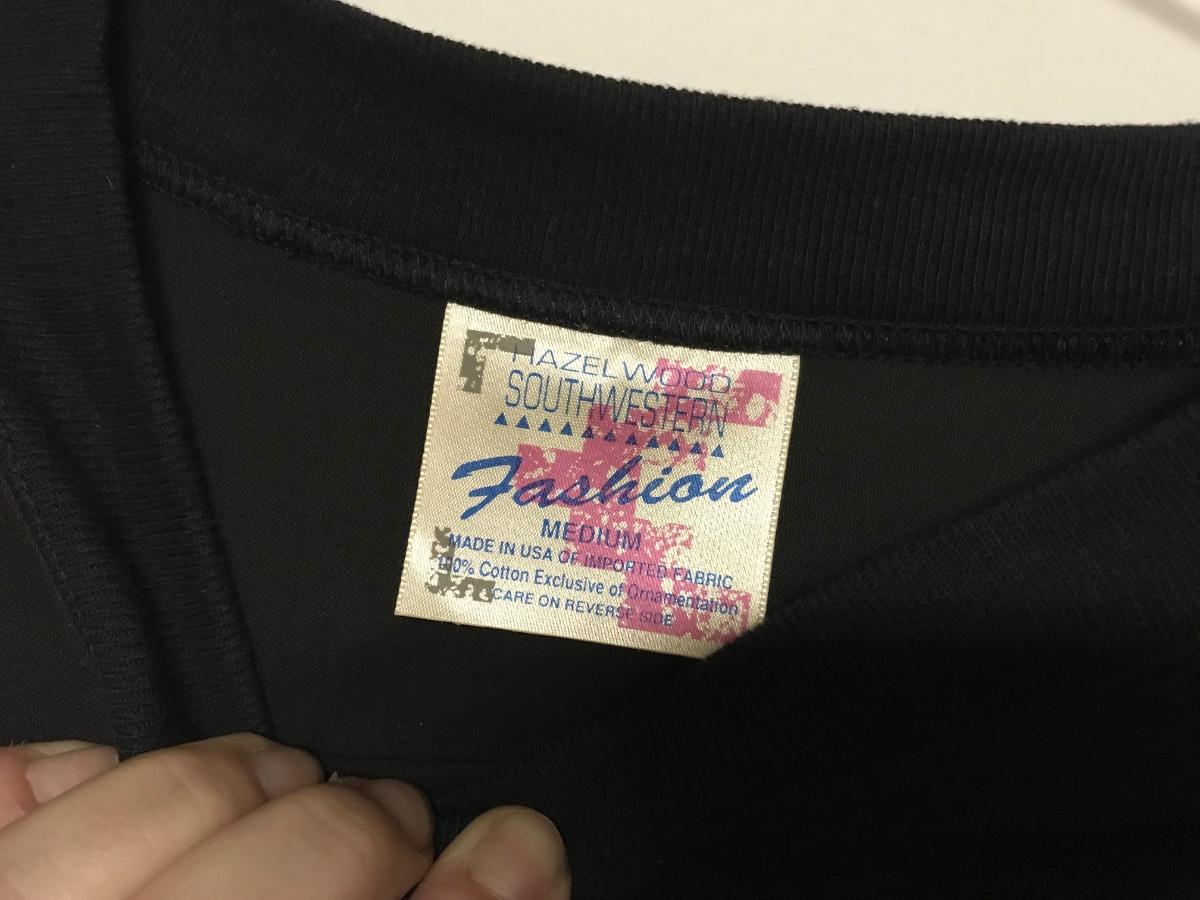 HAZELWOOD
SOUTHWESTERN
Fashion
MEDIUM
MADE IN USA OF IMPORTED FABRIC
100% Cotton Exclusive of Ornamentation
CARE ON REVERSE SIDE